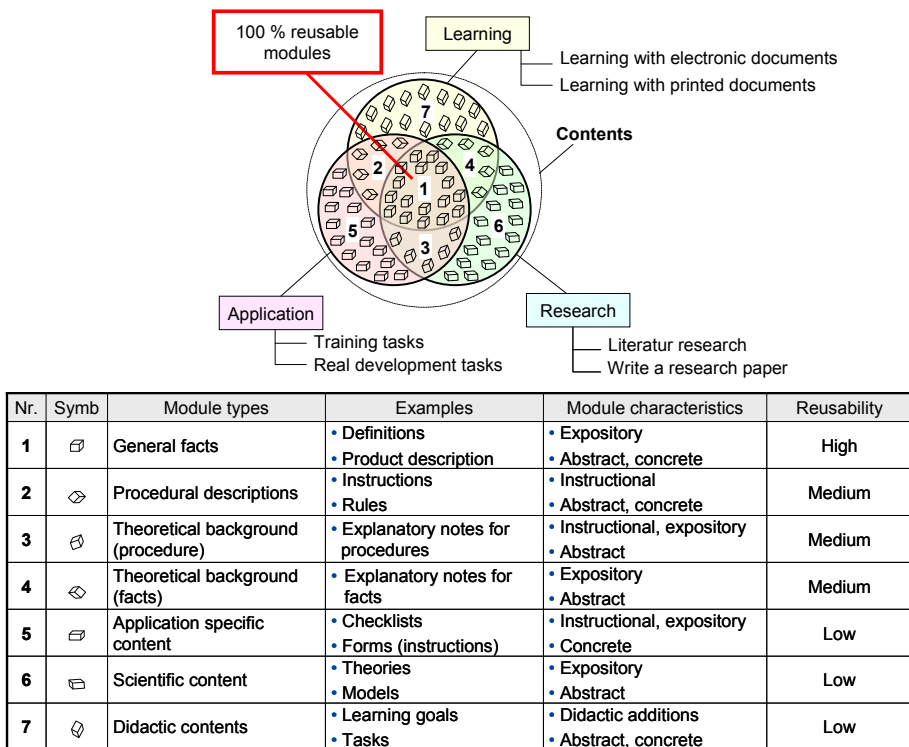 100 % reusable
modules
Learning
Learning with electronic documents
Learning with printed documents
Contents
7
2
4
1
5
6
3
Application
Training tasks
Real development tasks
Research
Literatur research
Write a research paper
Nr. Symb Module types Examples Module characteristics Reusability
1 General facts • Definitions • Expository High
• Product description • Abstract, concrete
2 Procedural descriptions • Instructions • Instructional Medium
• Rules • Abstract, concrete
3 Theoretical background • Explanatory notes for • Instructional, expository Medium
(procedure) procedures • Abstract
4 Theoretical background • Explanatory notes for • Expository Medium
(facts) facts • Abstract
5 Application specific • Checklists • Instructional, expository Low
content • Forms (instructions) • Concrete
6 Scientific content • Theories • Expository Low
• Models • Abstract
7 Didactic contents • Learning goals • Didactic additions Low
• Tasks • Abstract, concrete